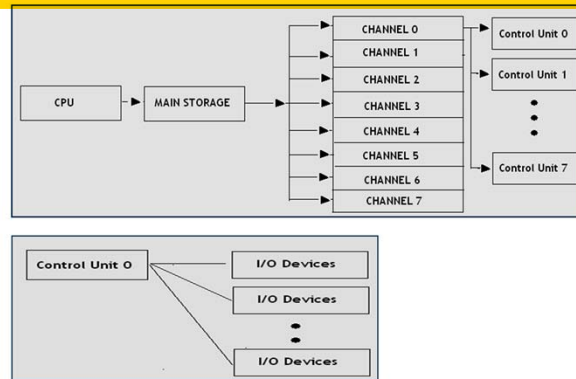 CPU
MAIN STORAGE
CHANNEL 0
CHANNEL 1
CHANNEL 2
CHANNEL 3
CHANNEL 4
CHANNEL 5
CHANNEL 6
CHANNEL 7
Control Unit 0
Control Unit 1
Control Unit 7
Control Unit 0
I/O Devices
I/O Devices
I/O Devices